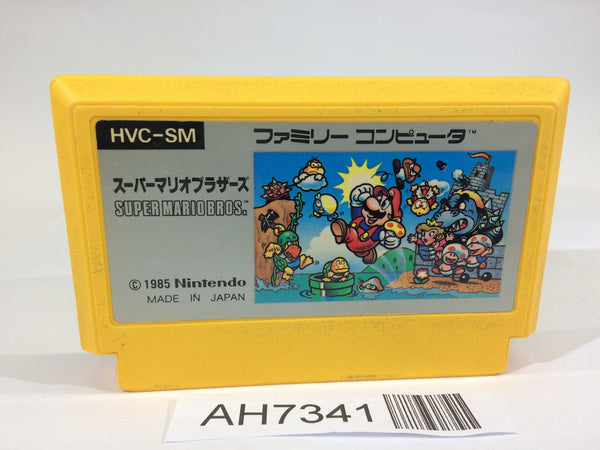 HVC-SM
ファミリー コンピュータ™
スーパーマリオブラザーズ
SUPER MARIO BROS.™
© 1985 Nintendo
MADE IN JAPAN
AH7341